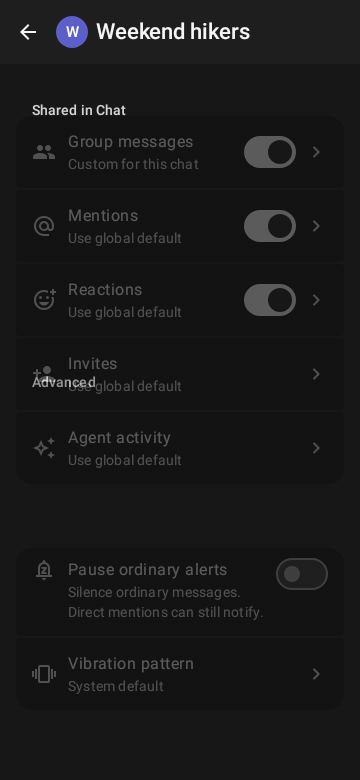 W Weekend hikers
Shared in Chat
Group messages
Custom for this chat
Mentions
Use global default
Reactions
Use global default
Invites
Advanced
Use global default
Agent activity
Use global default
Pause ordinary alerts
Silence ordinary messages.
Direct mentions can still notify.
Vibration pattern
System default